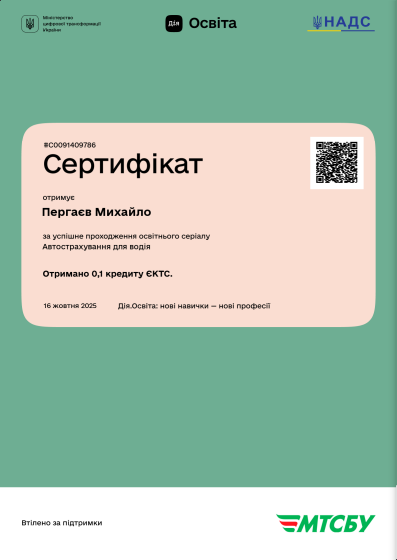 Міністерство
цифрової трансформації
України
Дія Освіта
НАДС
#C0091409786
Сертифікат
отримує
Пергаєв Михайло
за успішне проходження освітнього серіалу
Автострахування для водія
Отримано 0,1 кредиту ЄКТС.
16 жовтня 2025 Дія.Освіта: нові навички — нові професії
Втілено за підтримки
МТСБУ